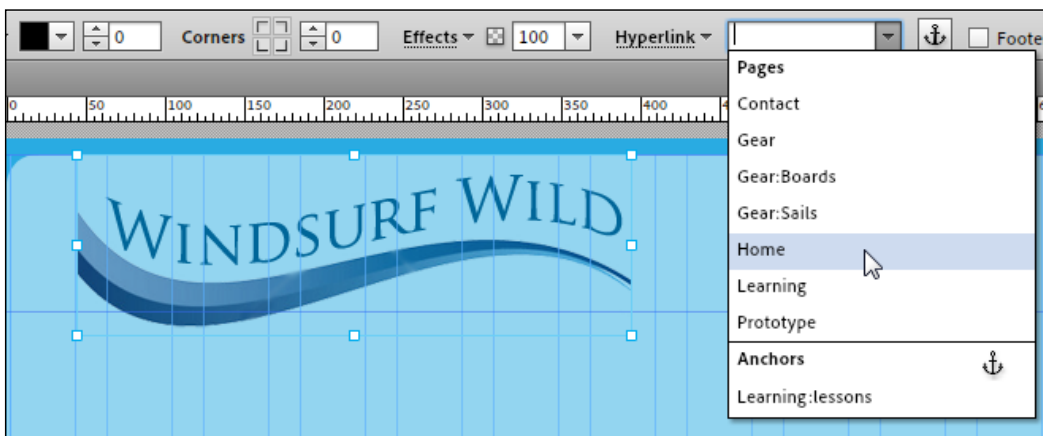 0 Corners 0 Effects 100 Hyperlink Foote
0 50 100 150 200 250 300 350 400
WINDSURF WILD
Pages
Contact
Gear
Gear:Boards
Gear:Sails
Home
Learning
Prototype
Anchors
Learning:lessons